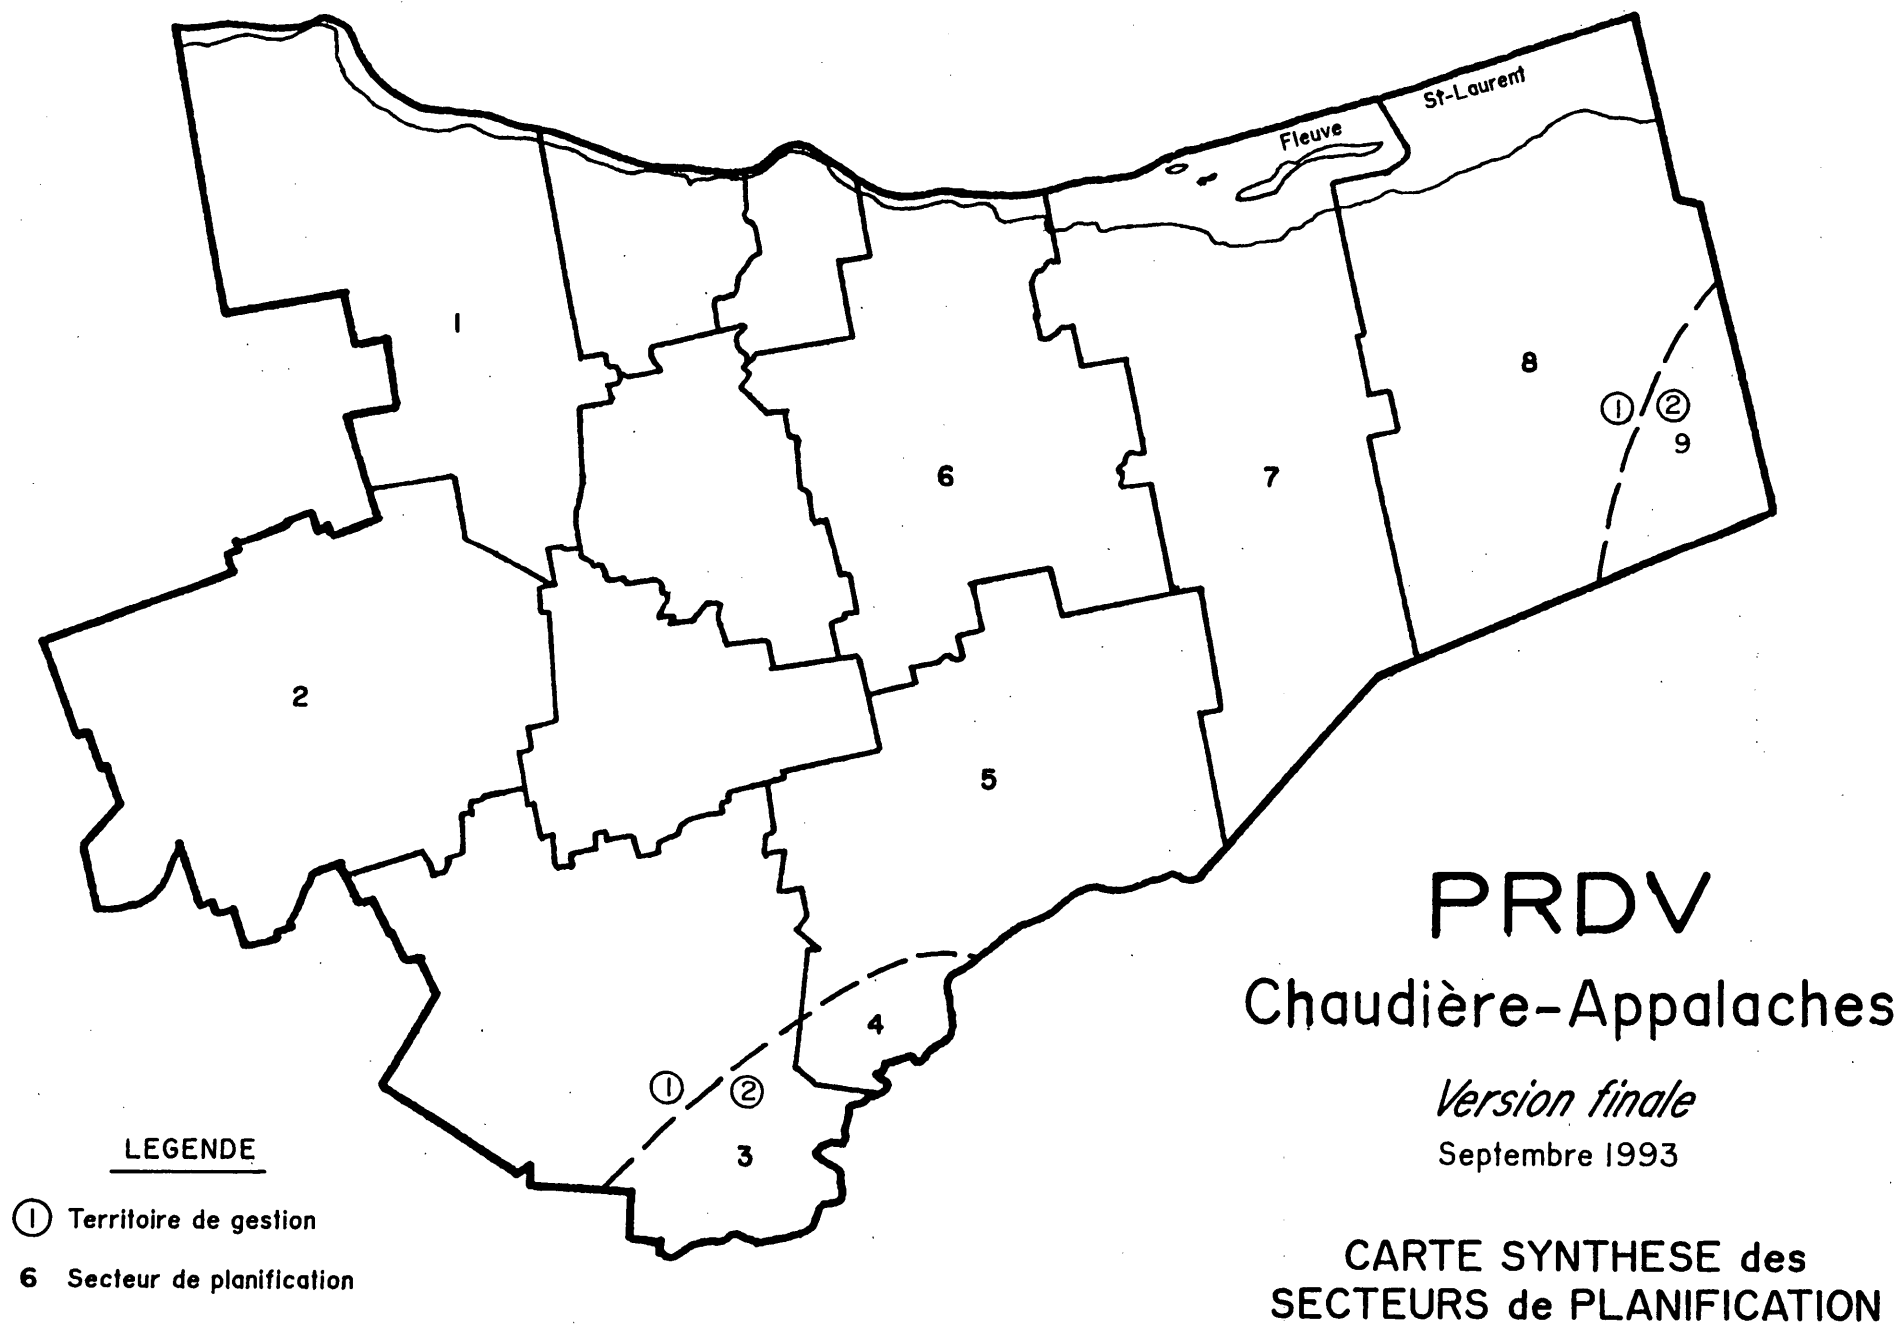 St-Laurent
Fleuve
1
8
① ②
9
6
7
2
5
4
① ②
3
PRDV
Chaudière-Appalaches
Version finale
Septembre 1993
LEGENDE
① Territoire de gestion
6 Secteur de planification
CARTE SYNTHESE des
SECTEURS de PLANIFICATION